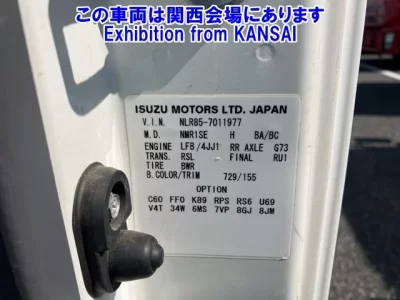 この車両は関西会場にあります
Exhibition from KANSAI
ISUZU MOTORS LTD. JAPAN
V.I.N. NLR85-7011977
M.D. NMR1SE H BA/BC
ENGINE LFB/4JJ1 RR AXLE G73
TRANS. RSL FINAL RU1
TIRE BWR
B.COLOR/TRIM 729/155
OPTION
C60 FF0 K89 RPS RS6 U69
V4T 34W 6MS 7VP 8GJ 8JM